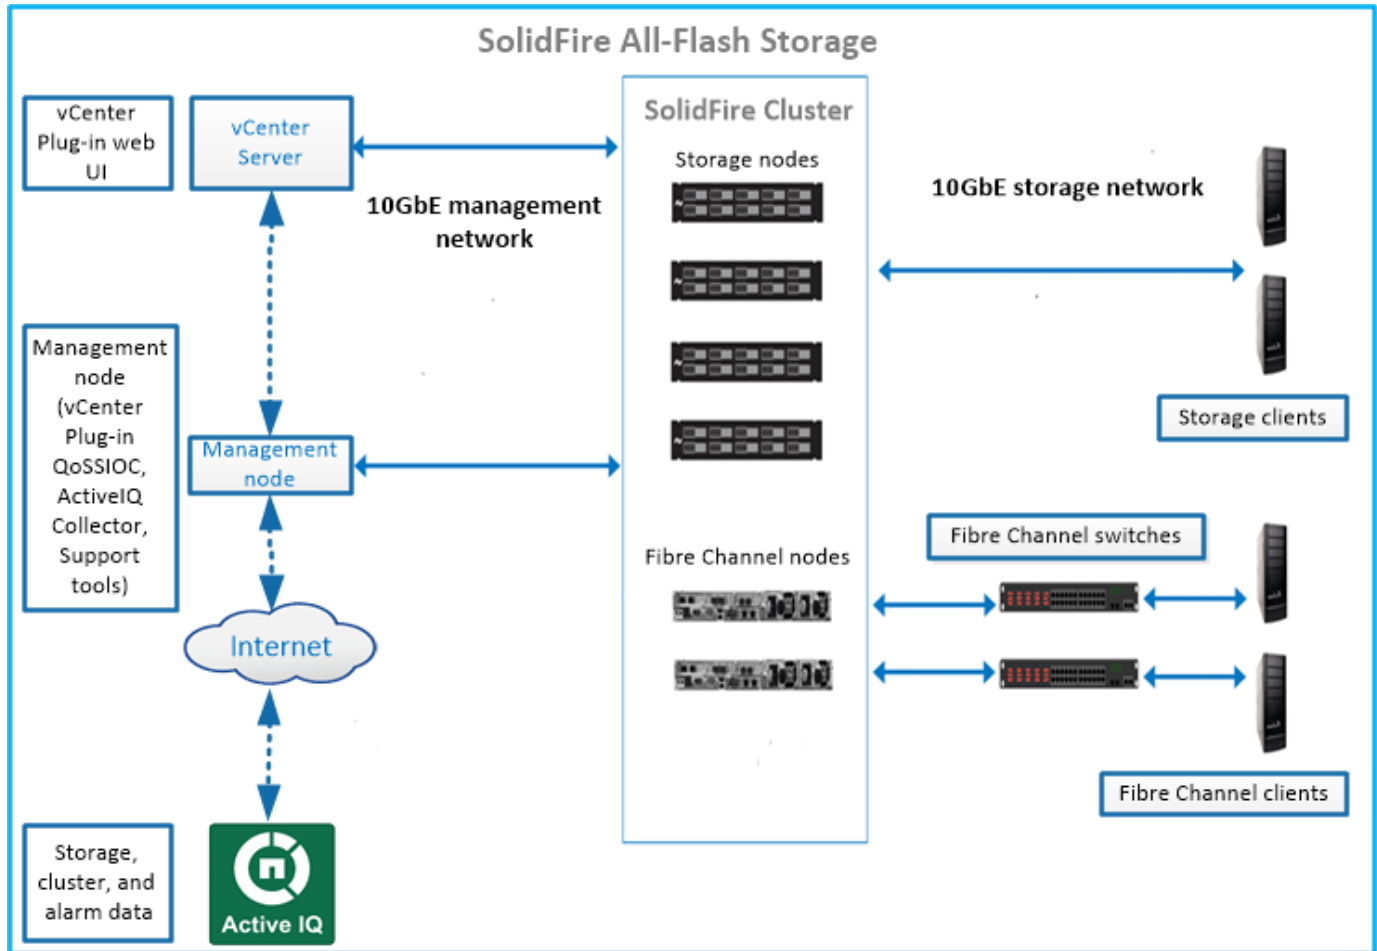 SolidFire All-Flash Storage
vCenter
Plug-in web
UI
vCenter
Server
10GbE management
network
SolidFire Cluster
Storage nodes
10GbE storage network
Storage clients
Management
node
(vCenter
Plug-in
QoSSIOC,
ActiveIQ
Collector,
Support
tools)
Management
node
Fibre Channel nodes
Fibre Channel switches
Fibre Channel clients
Internet
Storage,
cluster, and
alarm data
Active IQ